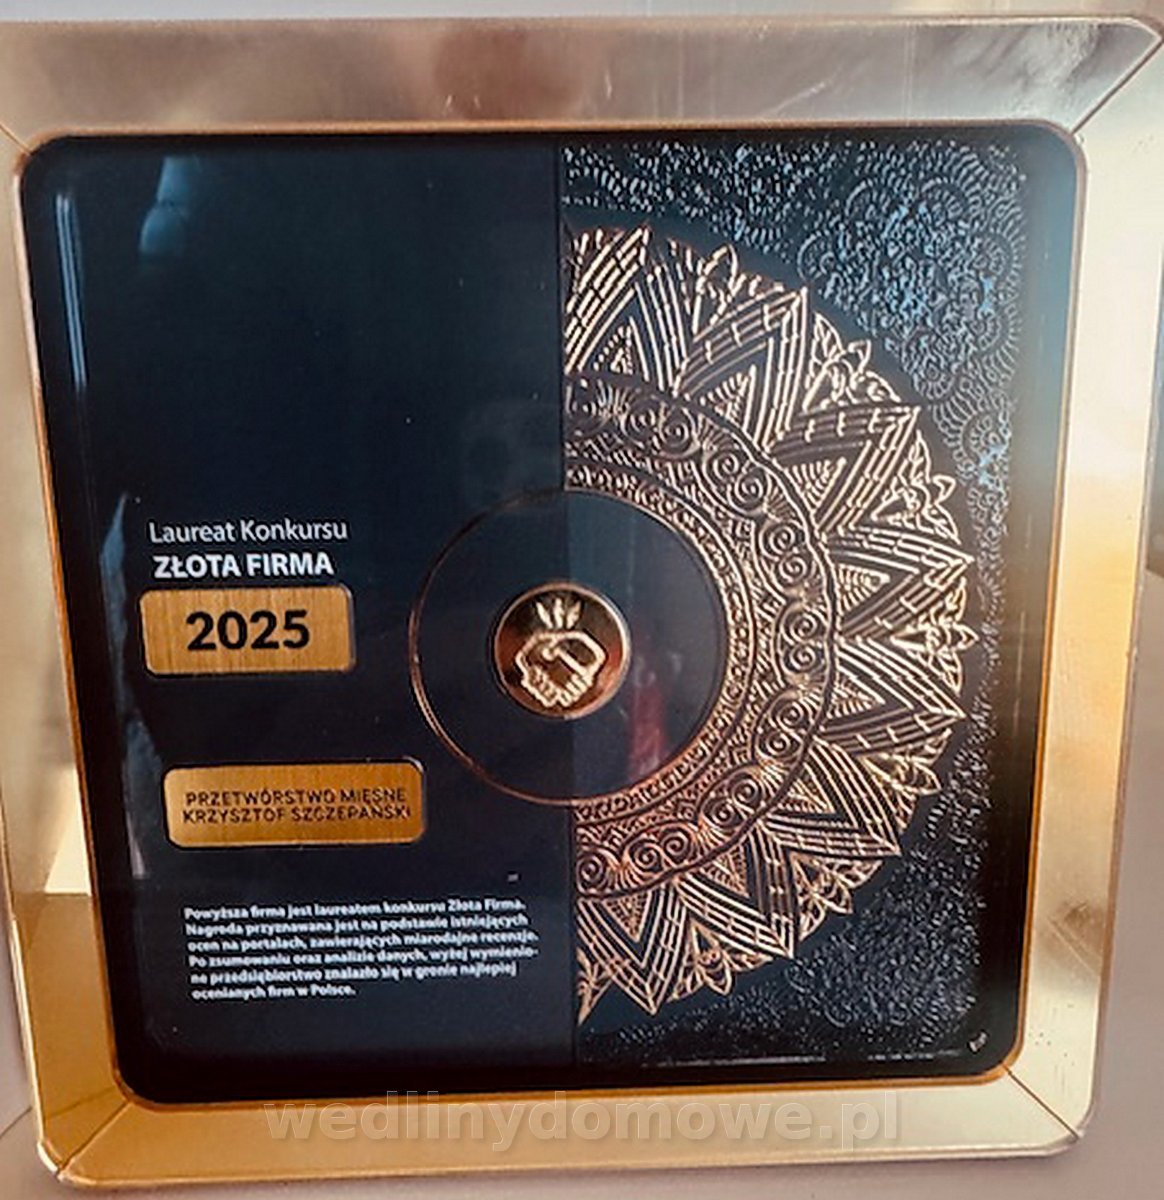 Laureat Konkursu
ZŁOTA FIRMA
2025
PRZETWÓRSTWO MIĘSNE
KRZYSZTOF SZCZEPAŃSKI
Powyższa firma jest laureatem konkursu Złota Firma.
Nagroda przyznawana jest na podstawie istniejących
ocen na portalach, zawierających miarodajne recenzje.
Po zsumowaniu oraz analizie danych, wyżej wymienio-
ne przedsiębiorstwo znalazło się w gronie najlepiej
ocenianych firm w Polsce.
wedlinydomowe.pl